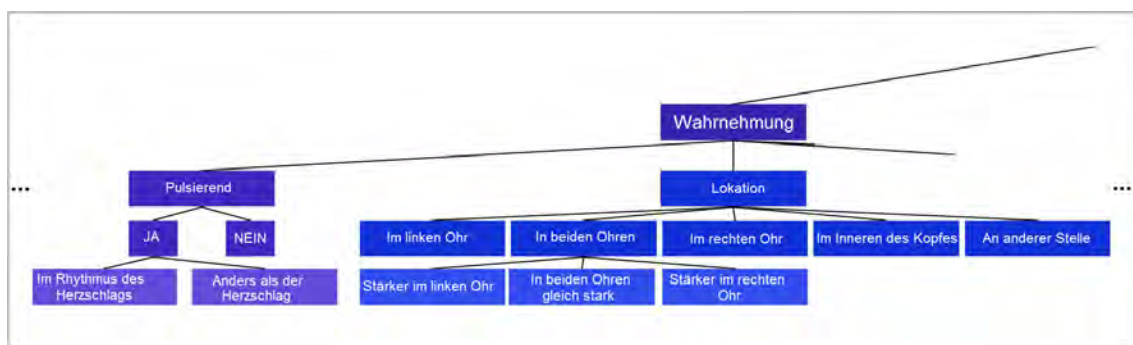 Wahrnehmung
...
Pulsierend
Lokation
...
JA
NEIN
Im linken Ohr
In beiden Ohren
Im rechten Ohr
Im Inneren des Kopfes
An anderer Stelle
Im Rhythmus des
Herzschlags
Anders als der
Herzschlag
Stärker im linken Ohr
In beiden Ohren
gleich stark
Stärker im rechten
Ohr